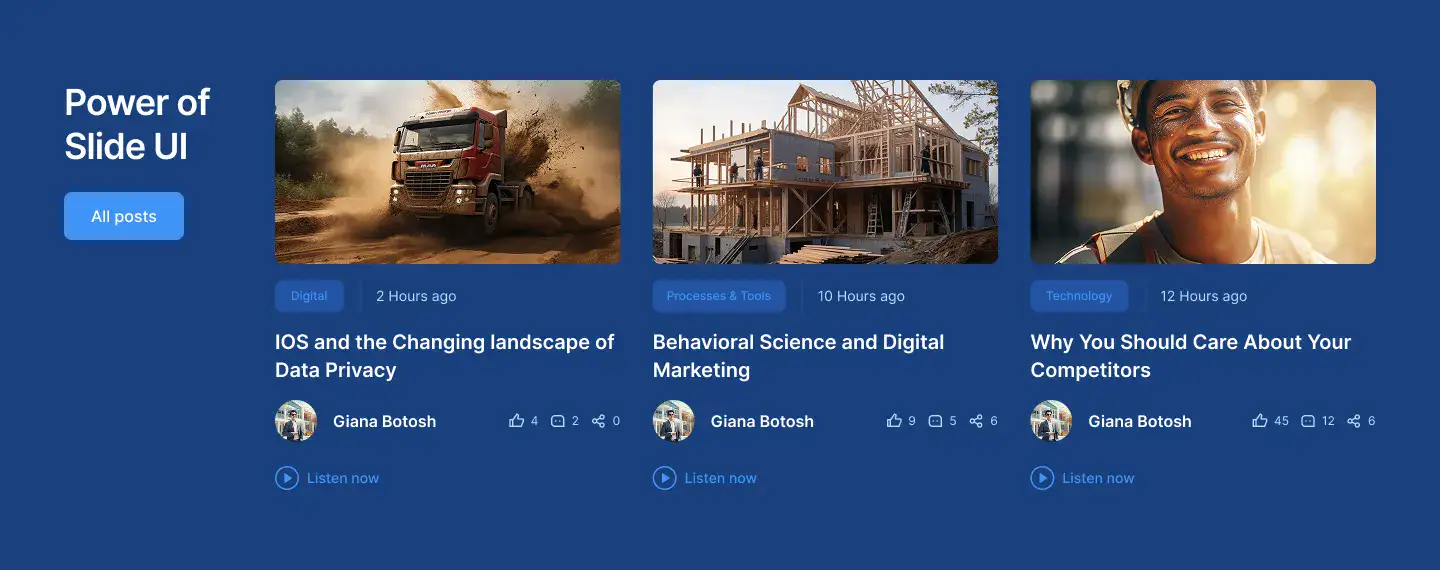 Power of
Slide UI
All posts
Digital
2 Hours ago
IOS and the Changing landscape of
Data Privacy
Giana Botosh
4
2
0
Listen now
Processes & Tools
10 Hours ago
Behavioral Science and Digital
Marketing
Giana Botosh
9
5
6
Listen now
Technology
12 Hours ago
Why You Should Care About Your
Competitors
Giana Botosh
45
12
6
Listen now